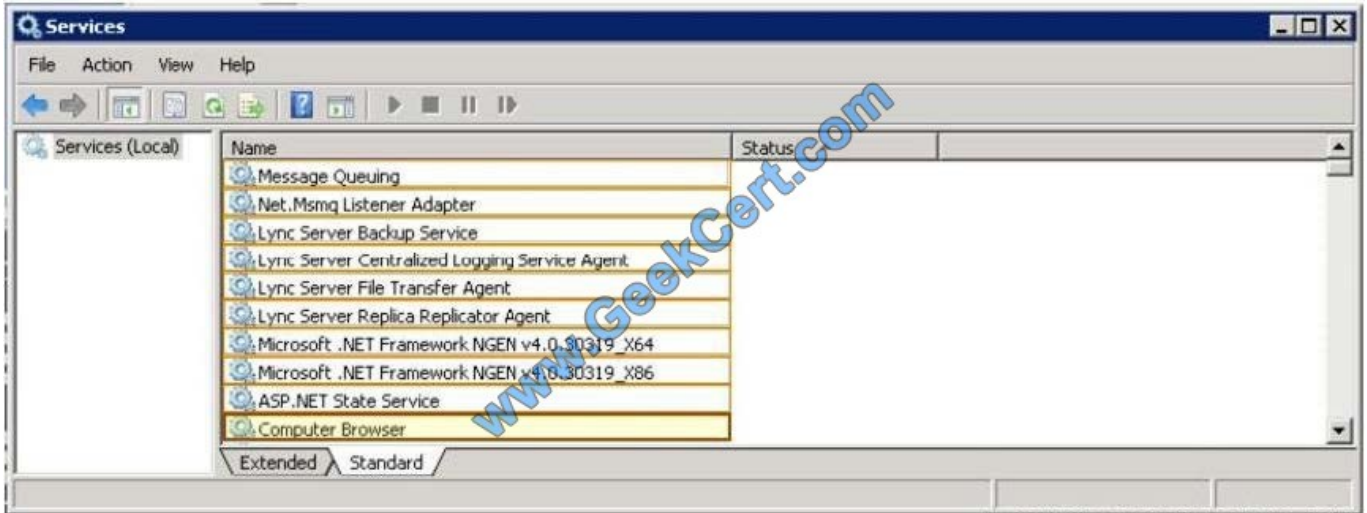 Services
File Action View Help
Services (Local)
Name Status
Message Queuing
Net.Msmq Listener Adapter
Lync Server Backup Service
Lync Server Centralized Logging Service Agent
Lync Server File Transfer Agent
Lync Server Replica Replicator Agent
Microsoft .NET Framework NGEN v4.0.30319_X64
Microsoft .NET Framework NGEN v4.0.30319_X86
ASP.NET State Service
Computer Browser
Extended Standard
www.GeekCert.com